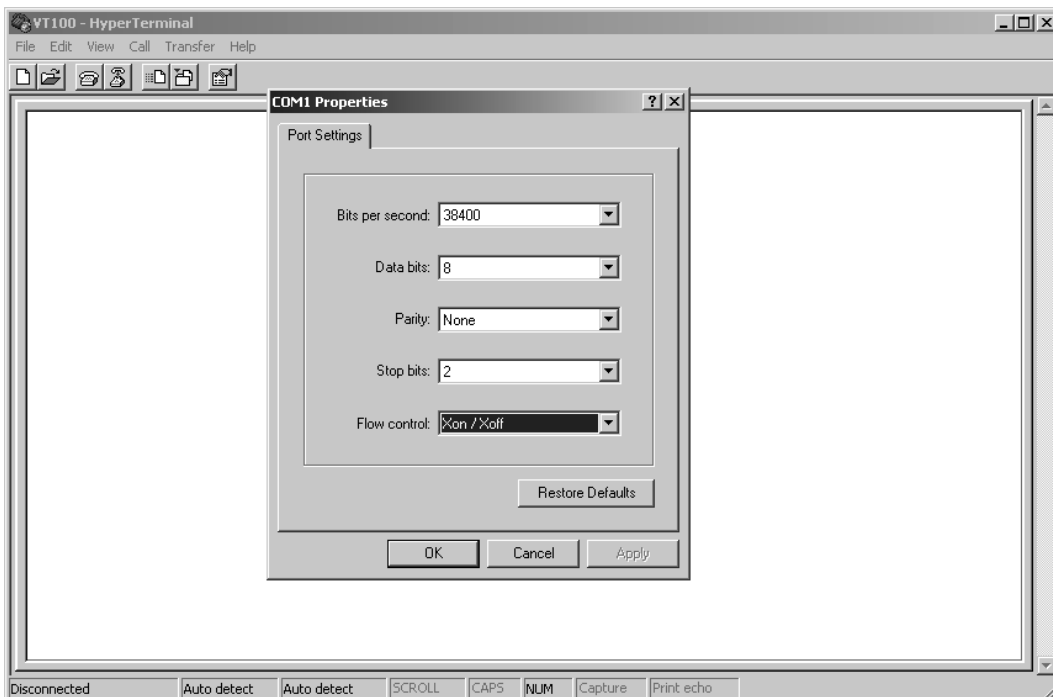 VT100 - HyperTerminal
File Edit View Call Transfer Help
COM1 Properties
Port Settings
Bits per second: 38400
Data bits: 8
Parity: None
Stop bits: 2
Flow control: Xon / Xoff
Restore Defaults
OK Cancel Apply
Disconnected Auto detect Auto detect SCROLL CAPS NUM Capture Print echo